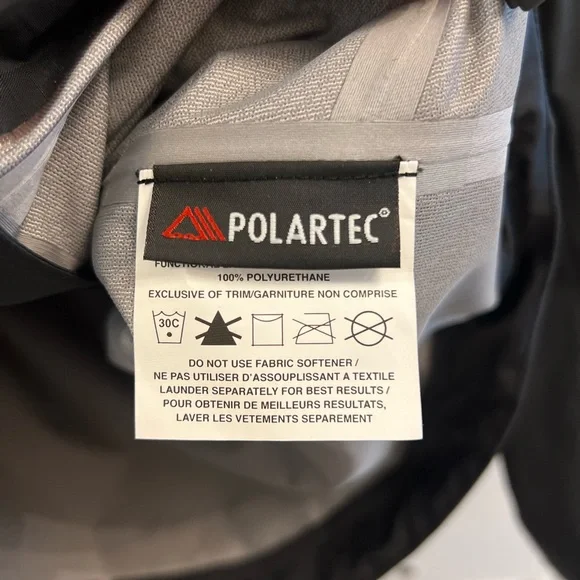 POLARTEC®
100% POLYURETHANE
EXCLUSIVE OF TRIM/GARNITURE NON COMPRISE
30C
DO NOT USE FABRIC SOFTENER /
NE PAS UTILISER D'ASSOUPLISSANT A TEXTILE
LAUNDER SEPARATELY FOR BEST RESULTS /
POUR OBTENIR DE MEILLEURS RESULTATS,
LAVER LES VETEMENTS SEPAREMENT